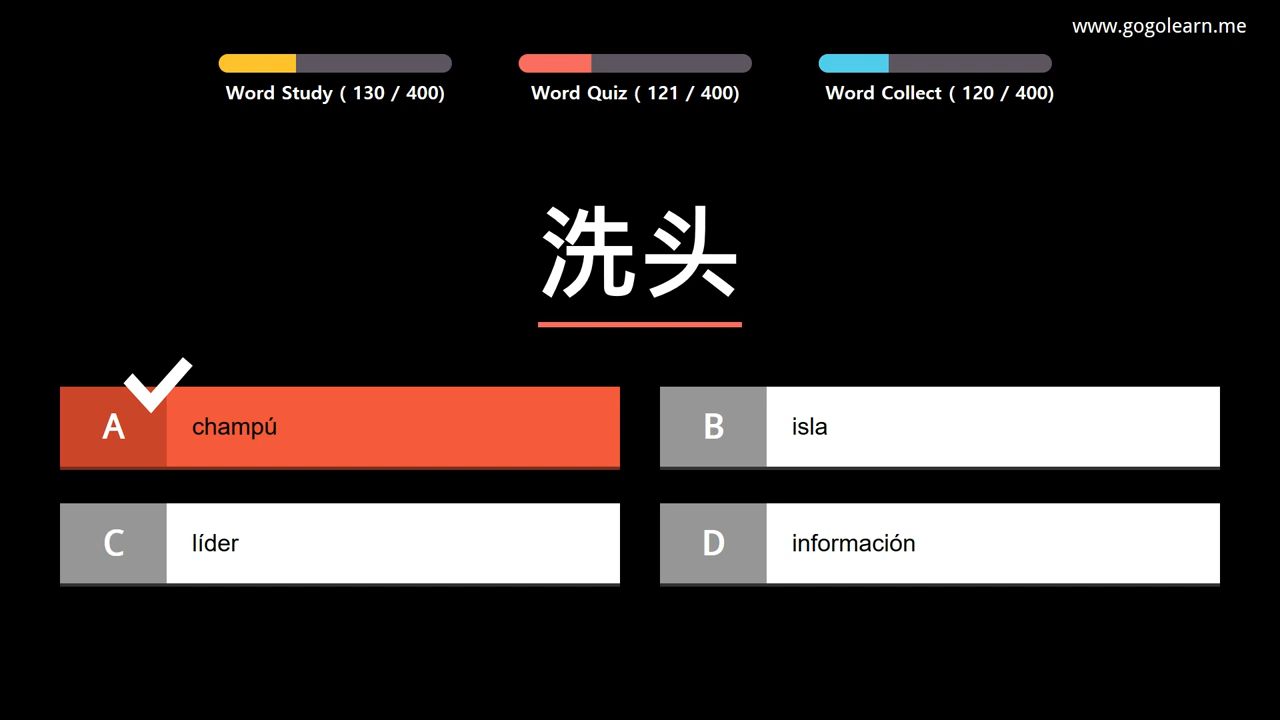 www.gogolearn.me
Word Study ( 130 / 400)
Word Quiz ( 121 / 400)
Word Collect ( 120 / 400)
洗头
A champú
B isla
C líder
D información